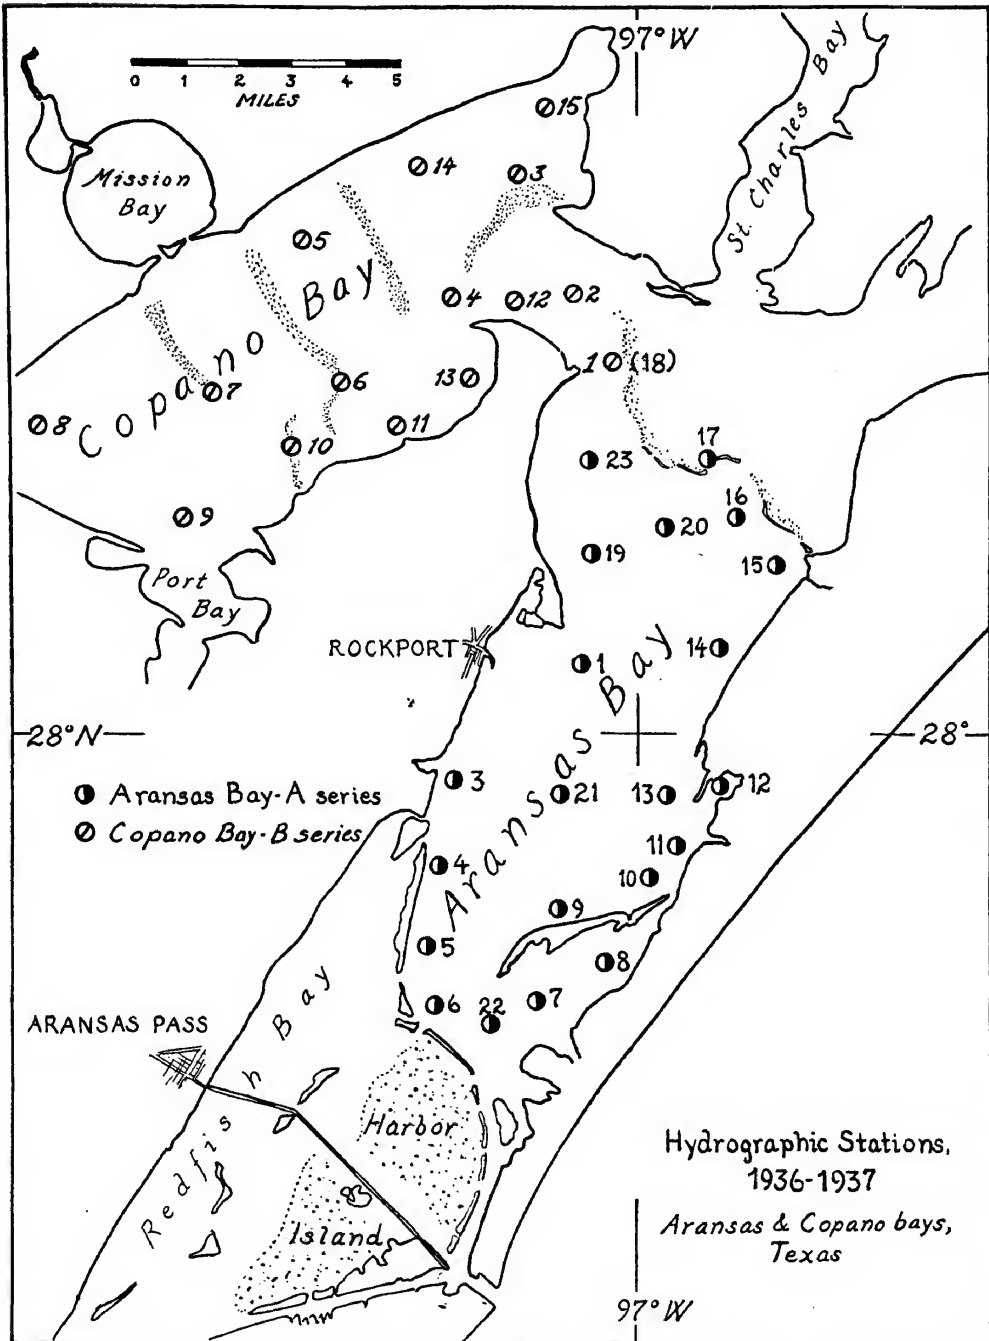 97°W
0 1 2 3 4 5
MILES
St. Charles Bay
Mission
Bay
15
14
3
5
4
12
2
1 (18)
Copano Bay
13
6
7
8
11
10
9
23
17
16
20
19
15
Port
Bay
ROCKPORT
1
14
28°N
28°
Aransas Bay-A series
Copano Bay-B series
3
21
13
12
11
4
10
9
Aransas Bay
5
8
6
22
7
ARANSAS PASS
Redfish Bay
Harbor
Island
Hydrographic Stations,
1936-1937
Aransas & Copano bays,
Texas
97°W